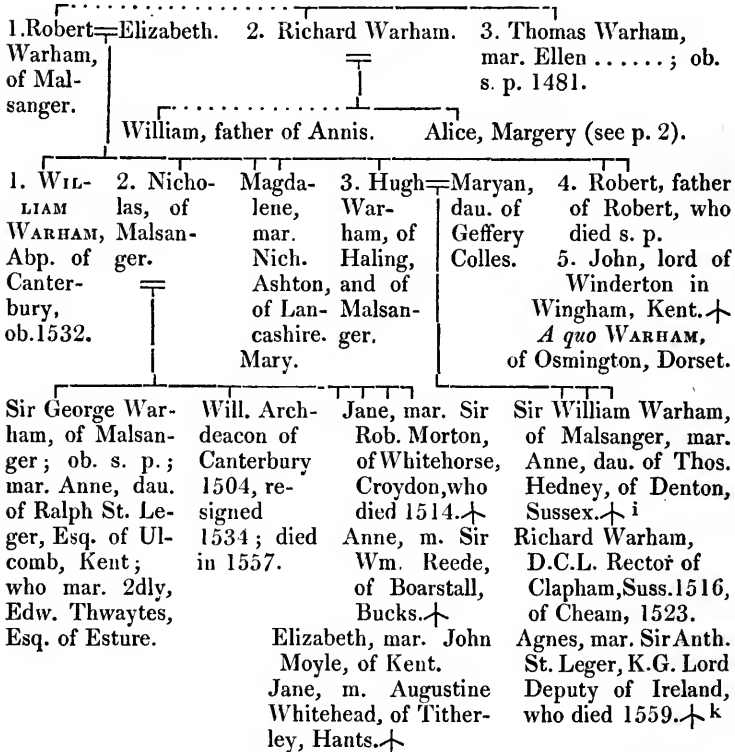 1. Robert=Elizabeth. 2. Richard Warham. 3. Thomas Warham,
Warham,
of Mal-
sanger.
mar. Ellen ......; ob.
s. p. 1481.
William, father of Annis. Alice, Margery (see p. 2).
1. WIL-
LIAM
WARHAM,
Abp. of
Canter-
bury,
ob. 1532.
2. Nicho-
las, of
Malsan-
ger.
Magda-
lene,
mar.
Nich.
Ashton,
of Lan-
cashire.
Mary.
3. Hugh=Maryan,
War-
ham, of
Haling,
and of
Malsan-
ger.
dau. of
Geffery
Colles.
4. Robert, father
of Robert, who
died s. p.
5. John, lord of
Winderton in
Wingham, Kent.
A quo WARHAM,
of Osmington, Dorset.
Sir George War-
ham, of Malsan-
ger; ob. s. p.;
mar. Anne, dau.
of Ralph St. Le-
ger, Esq. of Ul-
comb, Kent;
who mar. 2dly,
Edw. Thwaytes,
Esq. of Esture.
Will. Arch-
deacon of
Canterbury
1504, re-
signed
1534; died
in 1557.
Jane, mar. Sir
Rob. Morton,
of Whitehorse,
Croydon, who
died 1514.
Anne, m. Sir
Wm. Reede,
of Boarstall,
Bucks.
Elizabeth, mar. John
Moyle, of Kent.
Jane, m. Augustine
Whitehead, of Tither-
ley, Hants.
Sir William Warham,
of Malsanger, mar.
Anne, dau. of Thos.
Hedney, of Denton,
Sussex. i
Richard Warham,
D.C.L. Rector of
Clapham, Suss. 1516,
of Cheam, 1523.
Agnes, mar. Sir Anth.
St. Leger, K.G. Lord
Deputy of Ireland,
who died 1559. k